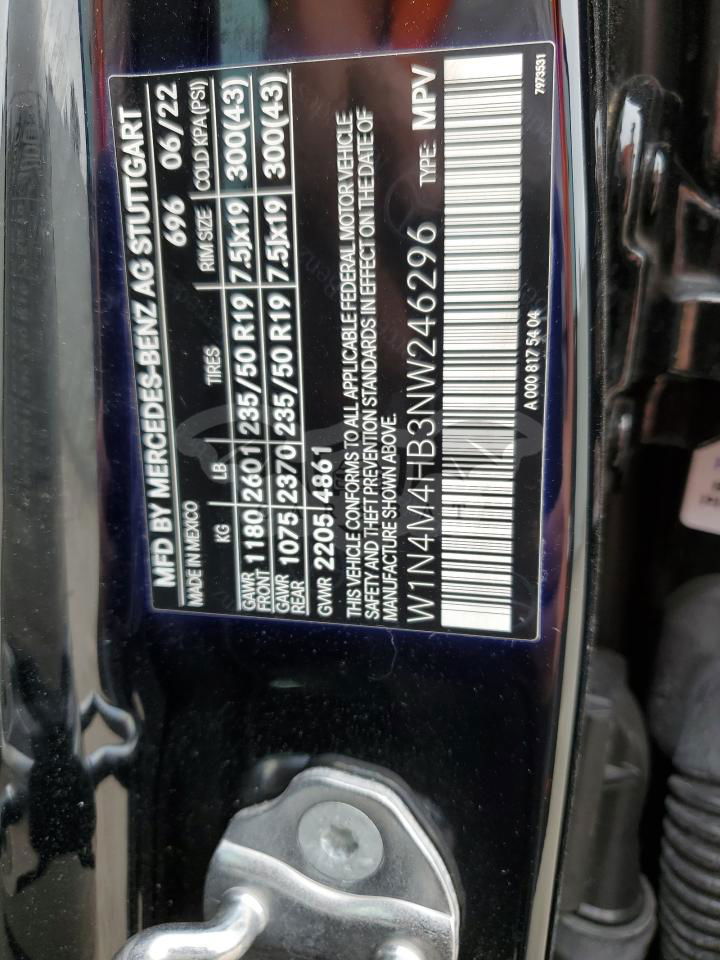 MFD BY MERCEDES-BENZ AG STUTTGART
MADE IN MEXICO 696 06/22
KG LB TIRES RIM SIZE COLD KPA(PSI)
GAWR FRONT 1180 2601 235/50 R19 7.5Jx19 300(43)
GAWR REAR 1075 2370 235/50 R19 7.5Jx19 300(43)
GVWR 2205 4861
THIS VEHICLE CONFORMS TO ALL APPLICABLE FEDERAL MOTOR VEHICLE
SAFETY AND THEFT PREVENTION STANDARDS IN EFFECT ON THE DATE OF
MANUFACTURE SHOWN ABOVE.
W1N4M4HB3NW246296 TYPE: MPV
A 000 817 54 04 7973531